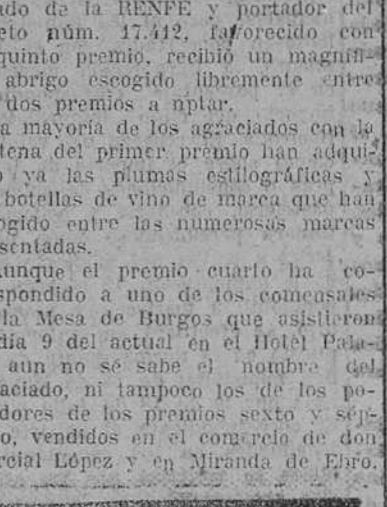 ado de la RENFE y portador del
eto núm. 17.412, favorecido con
quinto premio, recibió un magnífi-
abrigo escogido libremente entre
dos premios a optar.
a mayoría de los agraciados con la
tena del primer premio han adqui-
o ya las plumas estilográficas y
botellas de vino de marca que han
ogido entre las numerosas marcas
sentadas.
unque el premio cuarto ha co-
spondido a uno de los comensales
la Mesa de Burgos que asistieron
día 9 del actual en el Hotel Pala-
aun no se sabe el nombre del
aciado, ni tampoco los de los po-
dores de los premios sexto y sép-
o, vendidos en el comercio de don
rcial López y en Miranda de Ebro.